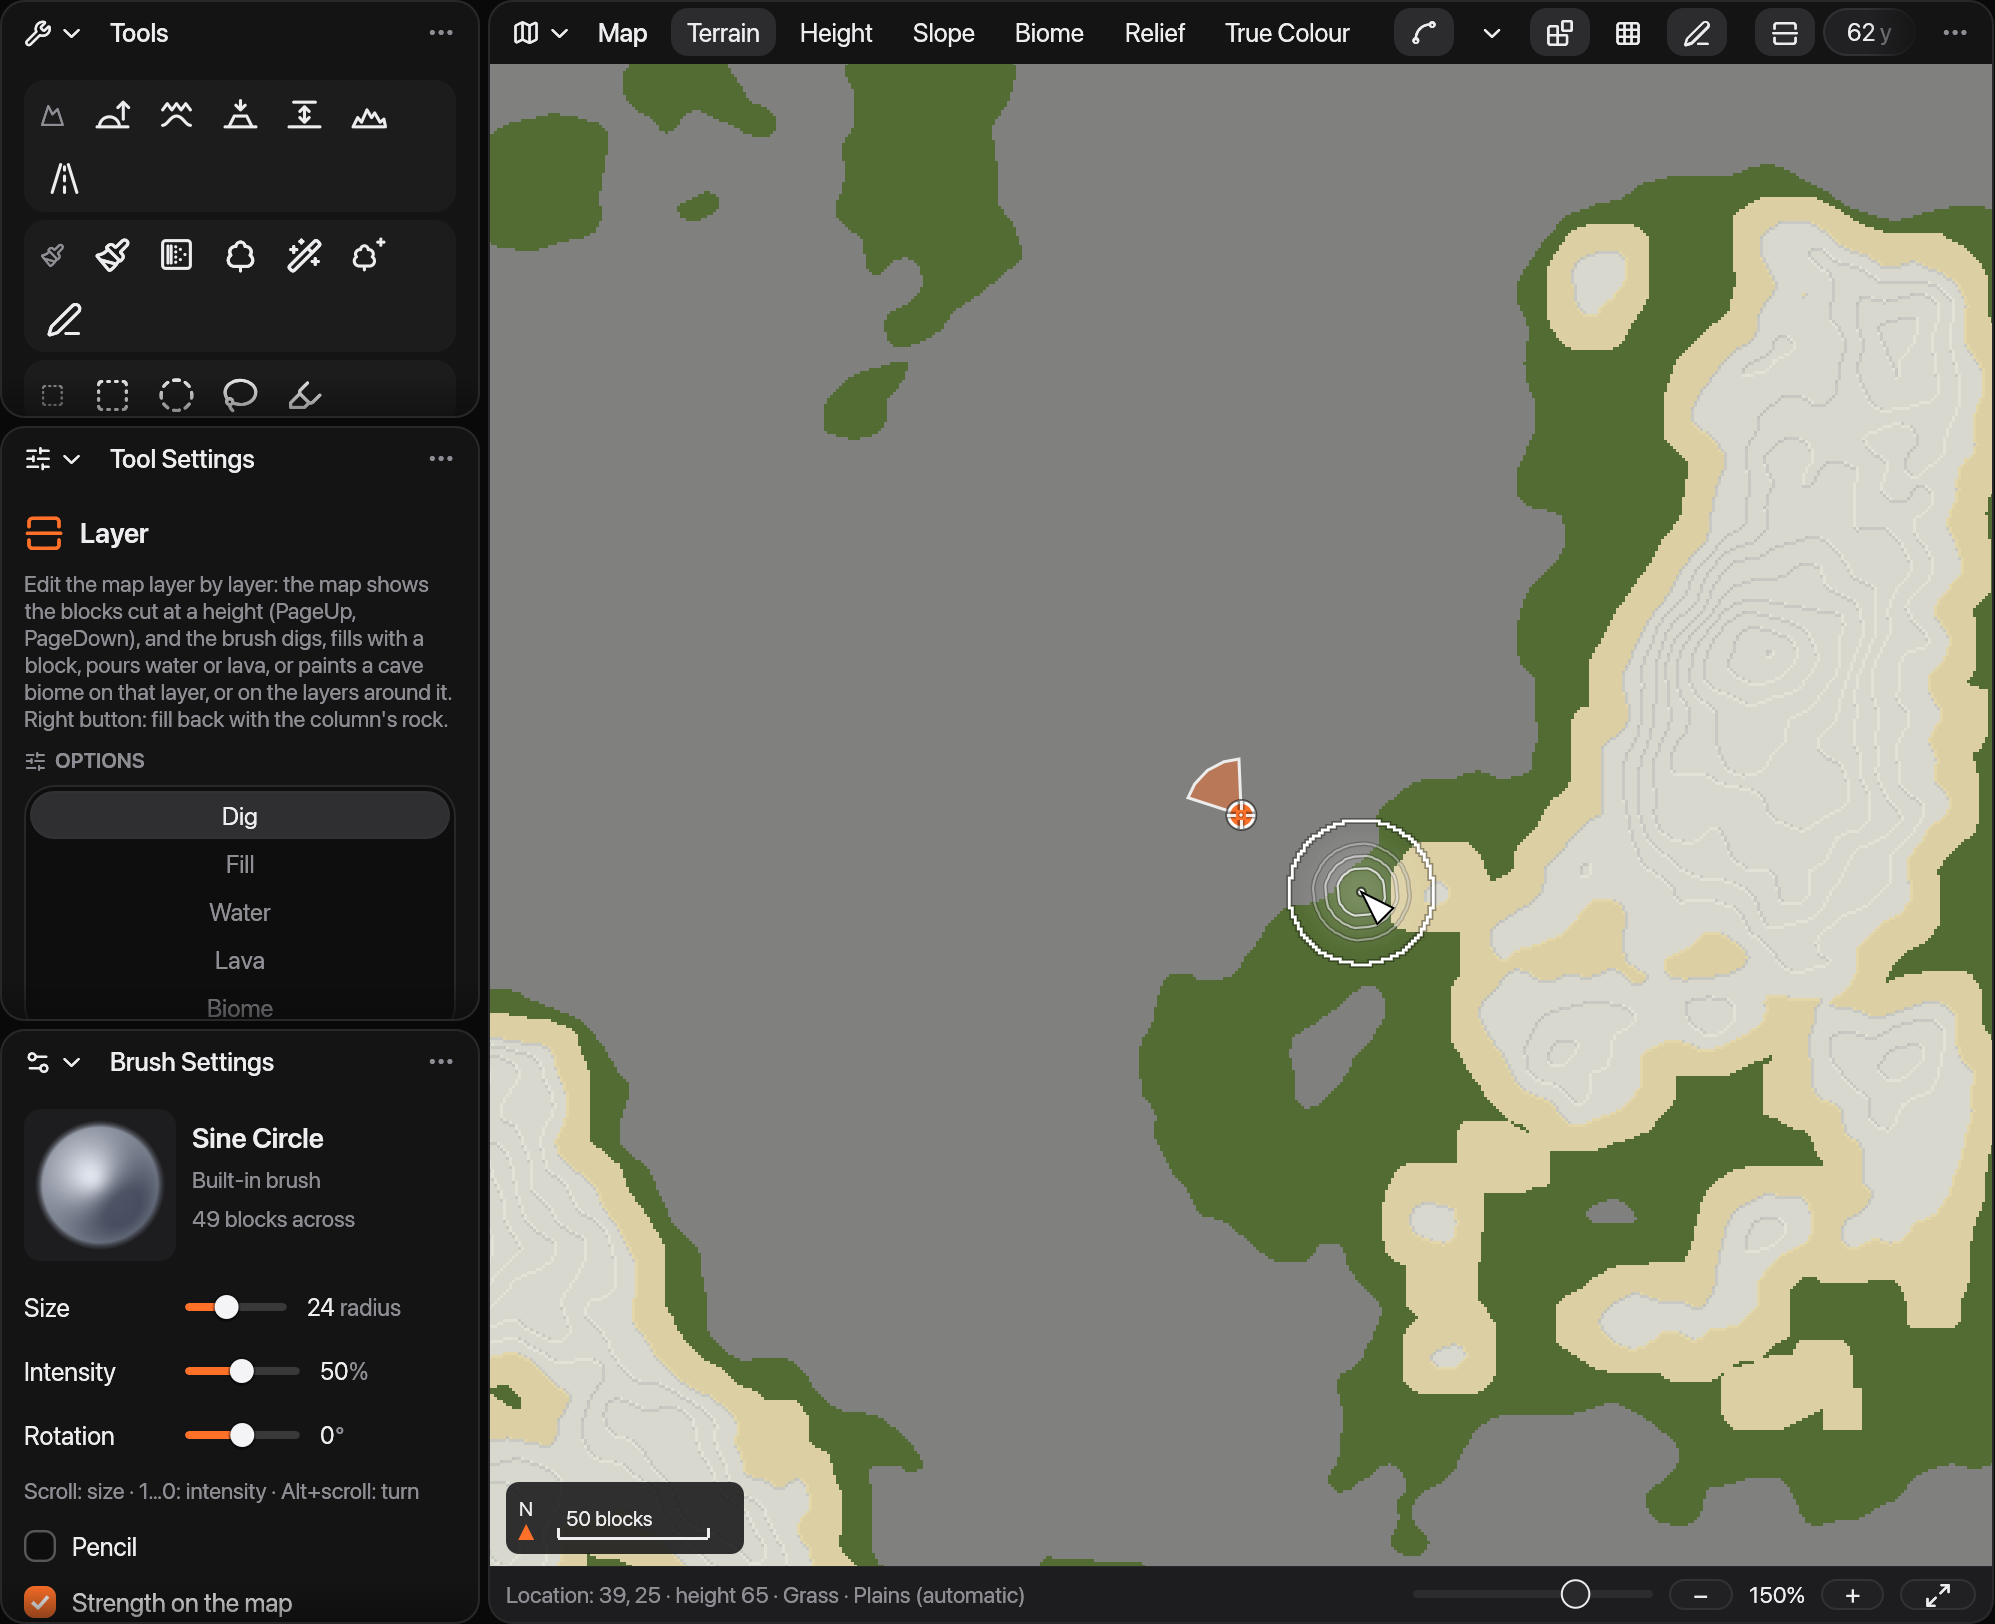 Tools
Tool Settings
Layer
Edit the map layer by layer: the map shows
the blocks cut at a height (PageUp,
PageDown), and the brush digs, fills with a
block, pours water or lava, or paints a cave
biome on that layer, or on the layers around it.
Right button: fill back with the column's rock.
OPTIONS
Dig
Fill
Water
Lava
Biome
Brush Settings
Sine Circle
Built-in brush
49 blocks across
Size 24 radius
Intensity 50%
Rotation 0°
Scroll: size · 1...0: intensity · Alt+scroll: turn
Pencil
Strength on the map
Map Terrain Height Slope Biome Relief True Colour 62 y
N
50 blocks
Location: 39, 25 · height 65 · Grass · Plains (automatic)
− 150% +